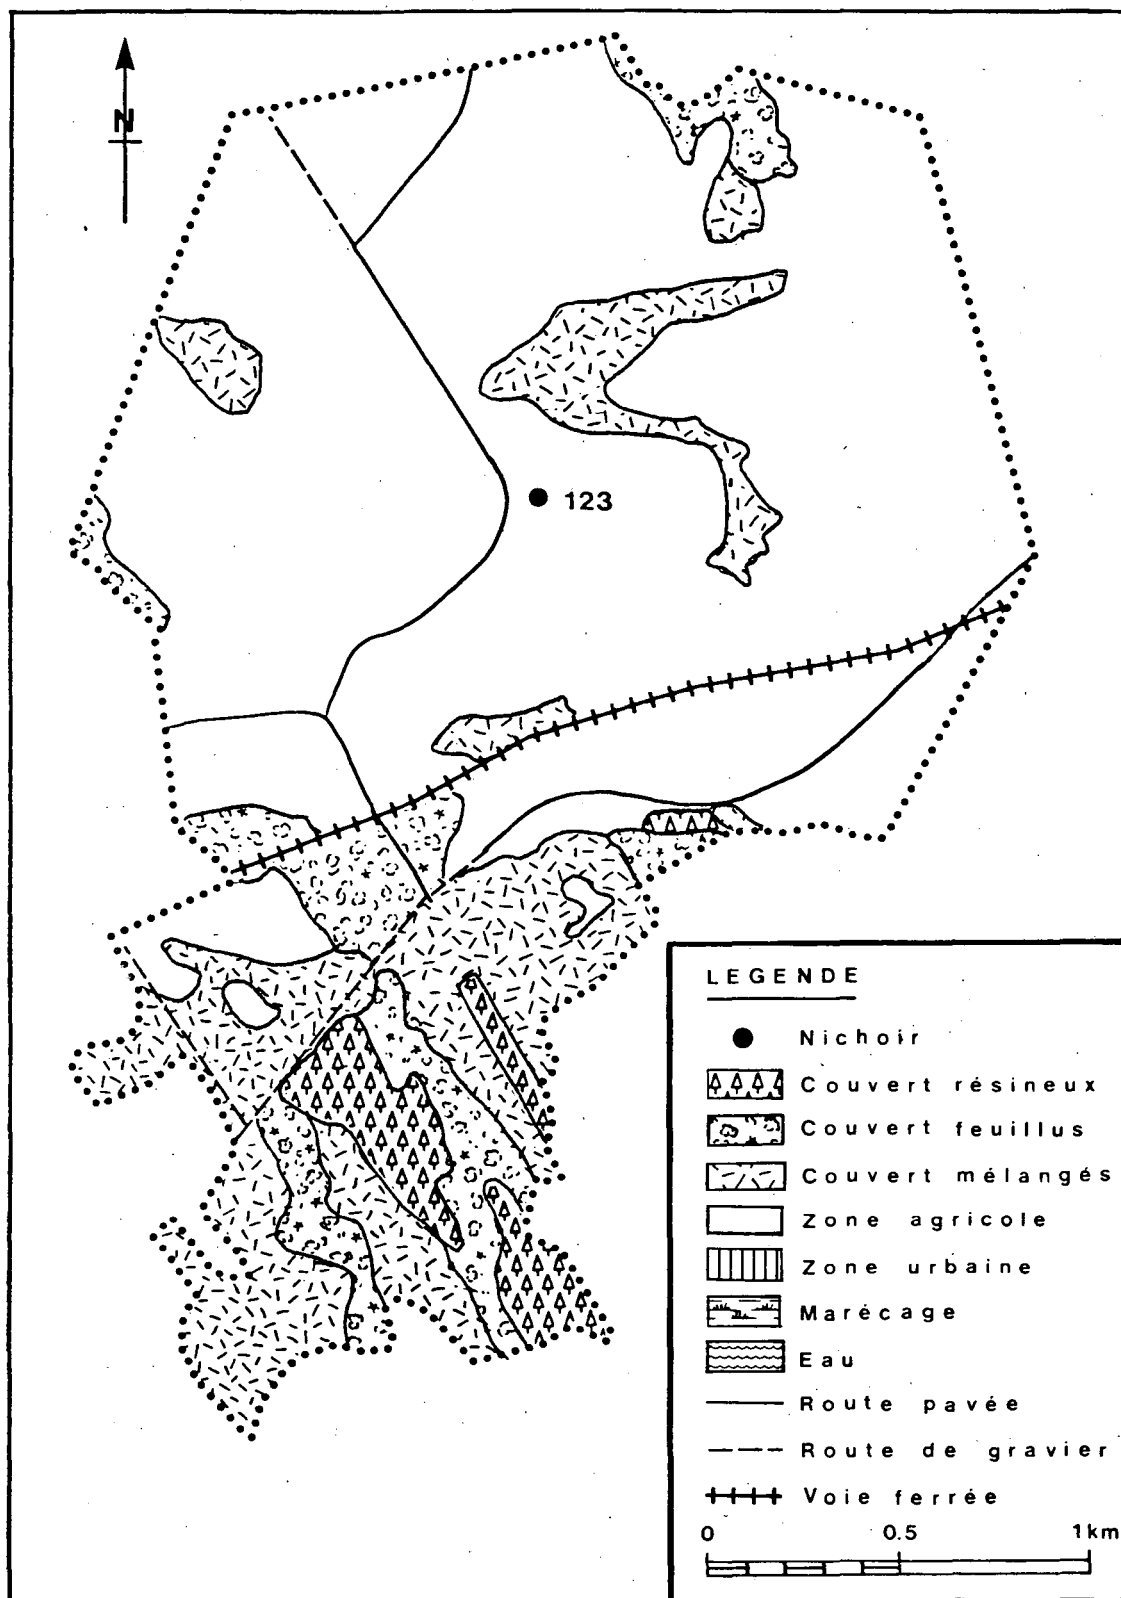 N
123
LEGENDE
Nichoir
Couvert résineux
Couvert feuillus
Couvert mélangés
Zone agricole
Zone urbaine
Marécage
Eau
Route pavée
Route de gravier
Voie ferrée
0 0.5 1km